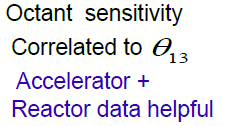 Octant sensitivity
Correlated to θ₁₃
Accelerator +
Reactor data helpful